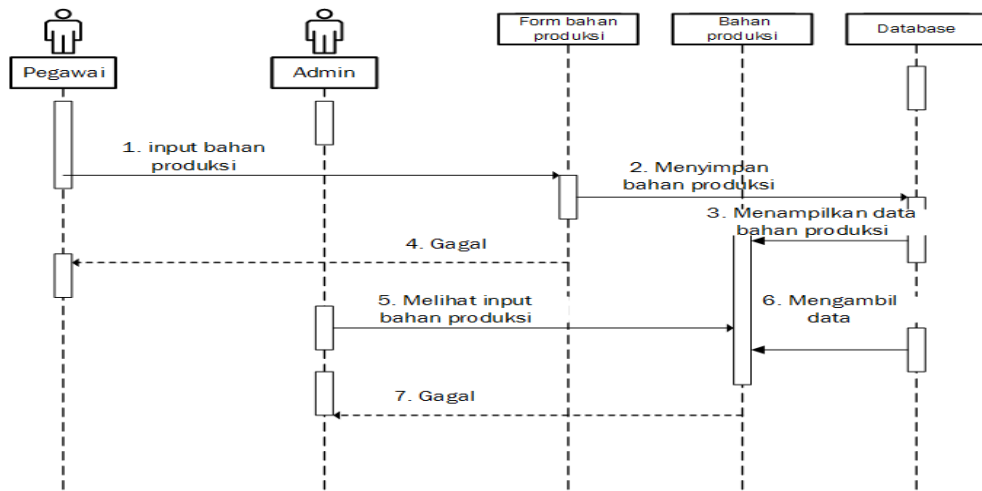 Pegawai
Admin
Form bahan
produksi
Bahan
produksi
Database
1. input bahan
produksi
2. Menyimpan
bahan produksi
3. Menampilkan data
bahan produksi
4. Gagal
5. Melihat input
bahan produksi
6. Mengambil
data
7. Gagal